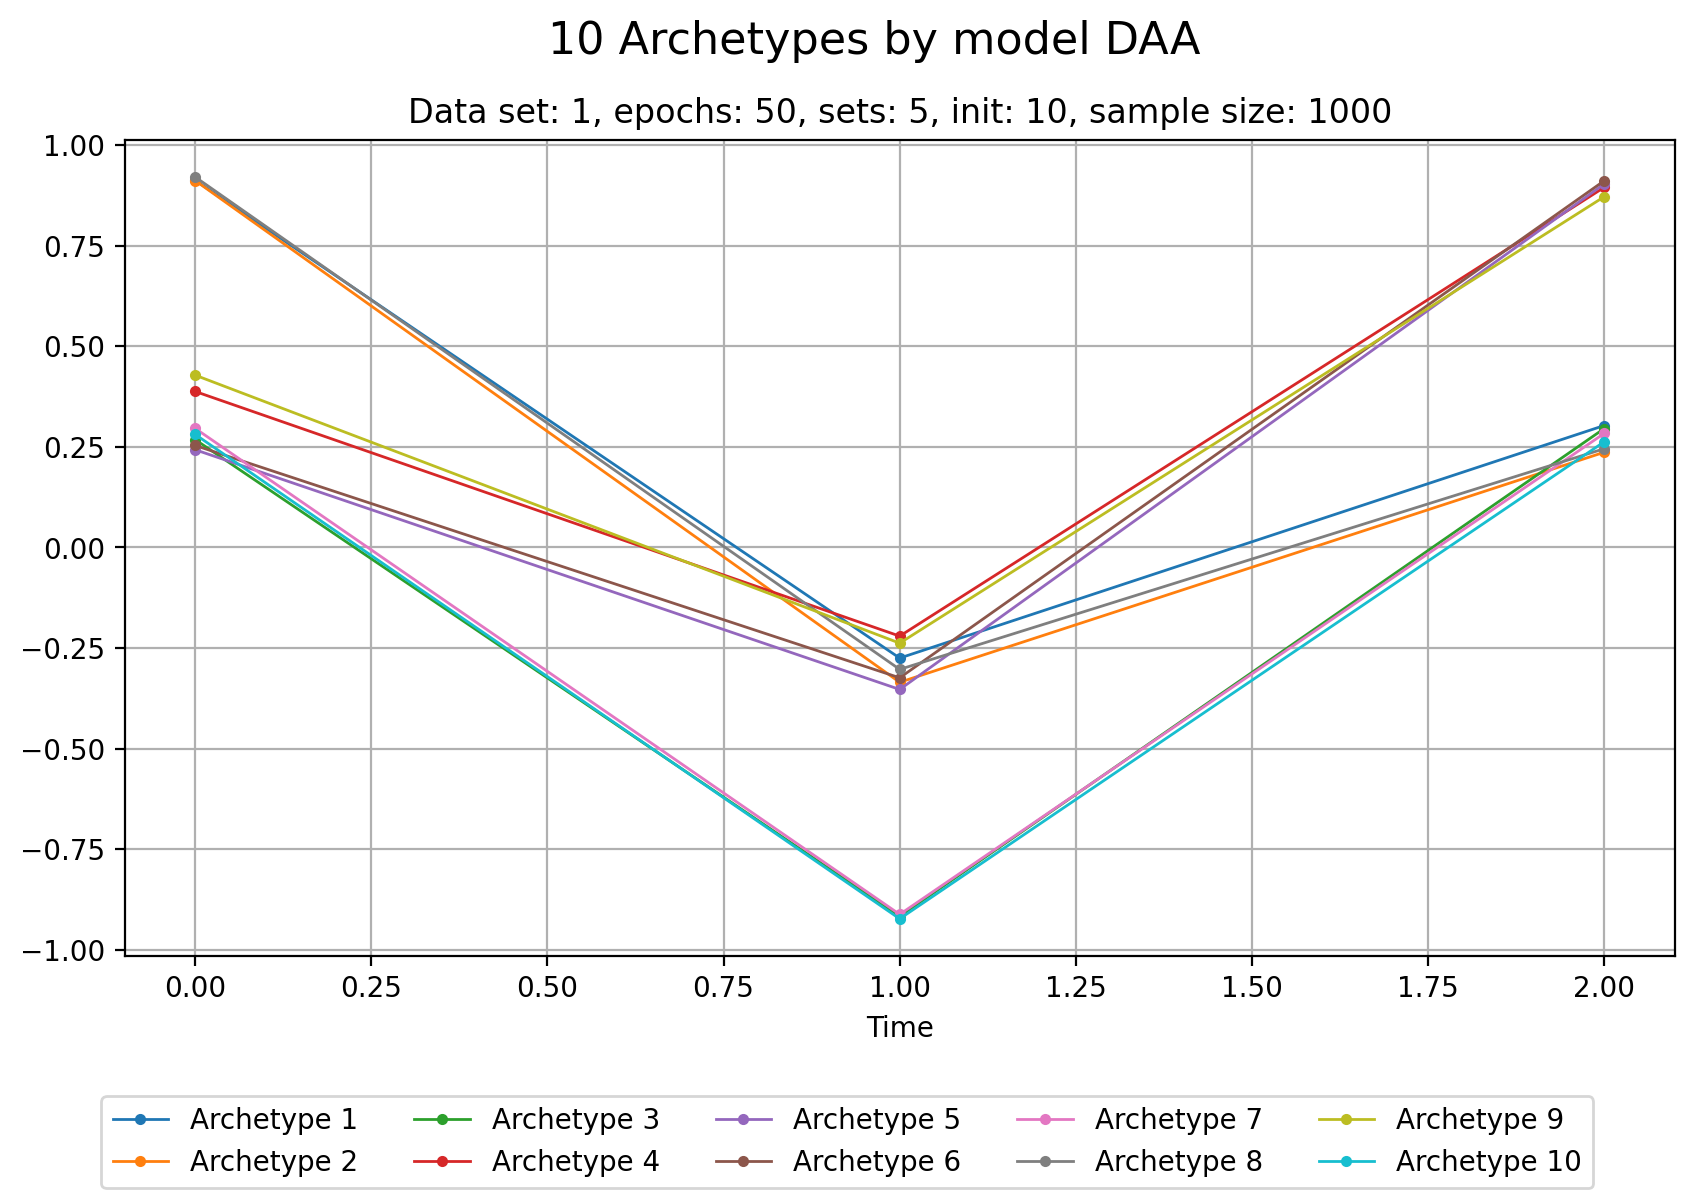 10 Archetypes by model DAA
Data set: 1, epochs: 50, sets: 5, init: 10, sample size: 1000
1.00
0.75
0.50
0.25
0.00
−0.25
−0.50
−0.75
−1.00
0.00 0.25 0.50 0.75 1.00 1.25 1.50 1.75 2.00
Time
Archetype 1 Archetype 3 Archetype 5 Archetype 7 Archetype 9
Archetype 2 Archetype 4 Archetype 6 Archetype 8 Archetype 10